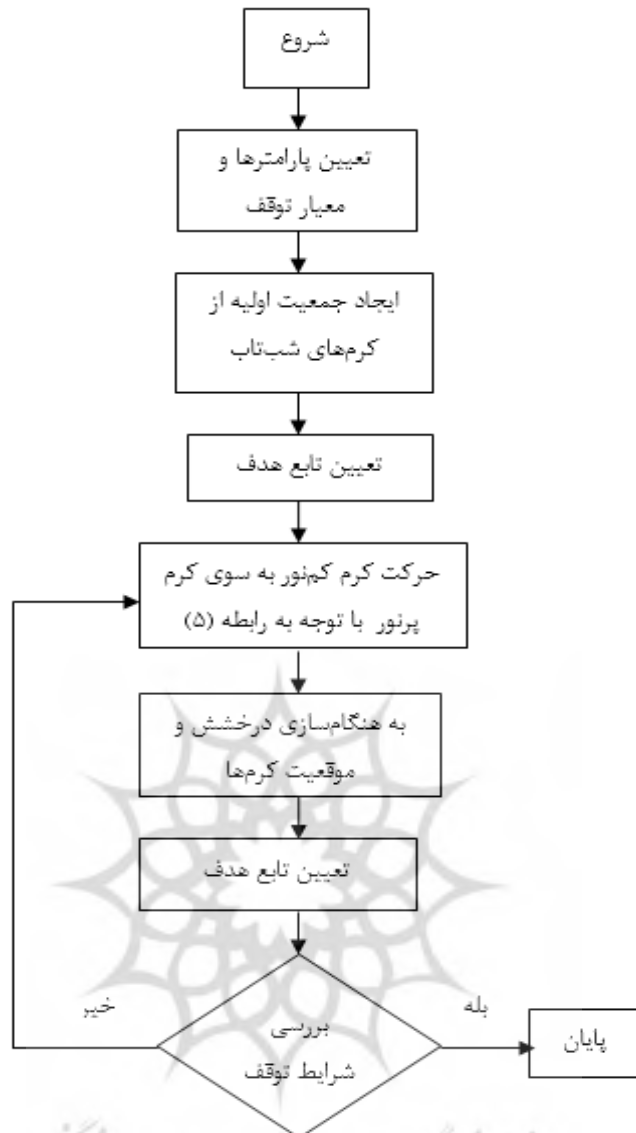 شروع
تعیین پارامترها و
معیار توقف
ایجاد جمعیت اولیه از
کرم‌های شب‌تاب
تعیین تابع هدف
حرکت کرم کم‌نور به سوی کرم
پرنور با توجه به رابطه (۵)
به هنگام‌سازی درخشش و
موقعیت کرم‌ها
تعیین تابع هدف
خیر
بله
بررسی
شرایط توقف
پایان